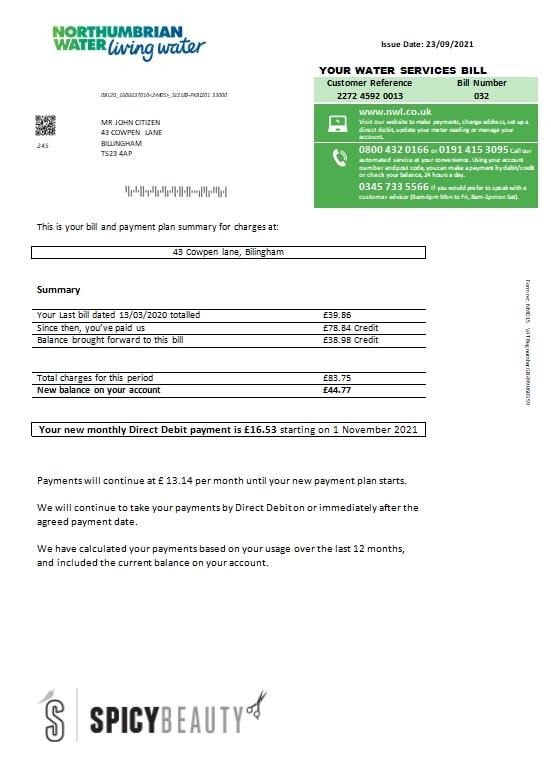 NORTHUMBRIAN
WATER living water
Issue Date: 23/09/2021
YOUR WATER SERVICES BILL
Customer Reference Bill Number
2272 4592 0013 032
www.nwl.co.uk
Visit our website to make payments, change address, set up a
direct debit, update your meter reading or manage your
account.
0800 432 0166 or 0191 415 3095 Call our
automated service at your convenience. Using your account
number and post code, you can make a payment by debit/credit
or check your balance, 24 hours a day.
0345 733 5566 If you would prefer to speak with a
customer advisor (8am-6pm Mon to Fri, 8am-1pm on Sat).
245
MR JOHN CITIZEN
43 COWPEN LANE
BILLINGHAM
TS23 4AP
This is your bill and payment plan summary for charges at:
43 Cowpen lane, Bilingham
Summary
Your Last bill dated 13/03/2020 totalled £39.86
Since then, you've paid us £78.84 Credit
Balance brought forward to this bill £38.98 Credit
Total charges for this period £83.75
New balance on your account £44.77
Your new monthly Direct Debit payment is £16.53 starting on 1 November 2021
Payments will continue at £ 13.14 per month until your new payment plan starts.
We will continue to take your payments by Direct Debit on or immediately after the
agreed payment date.
We have calculated your payments based on your usage over the last 12 months,
and included the current balance on your account.
S SPICYBEAUTY